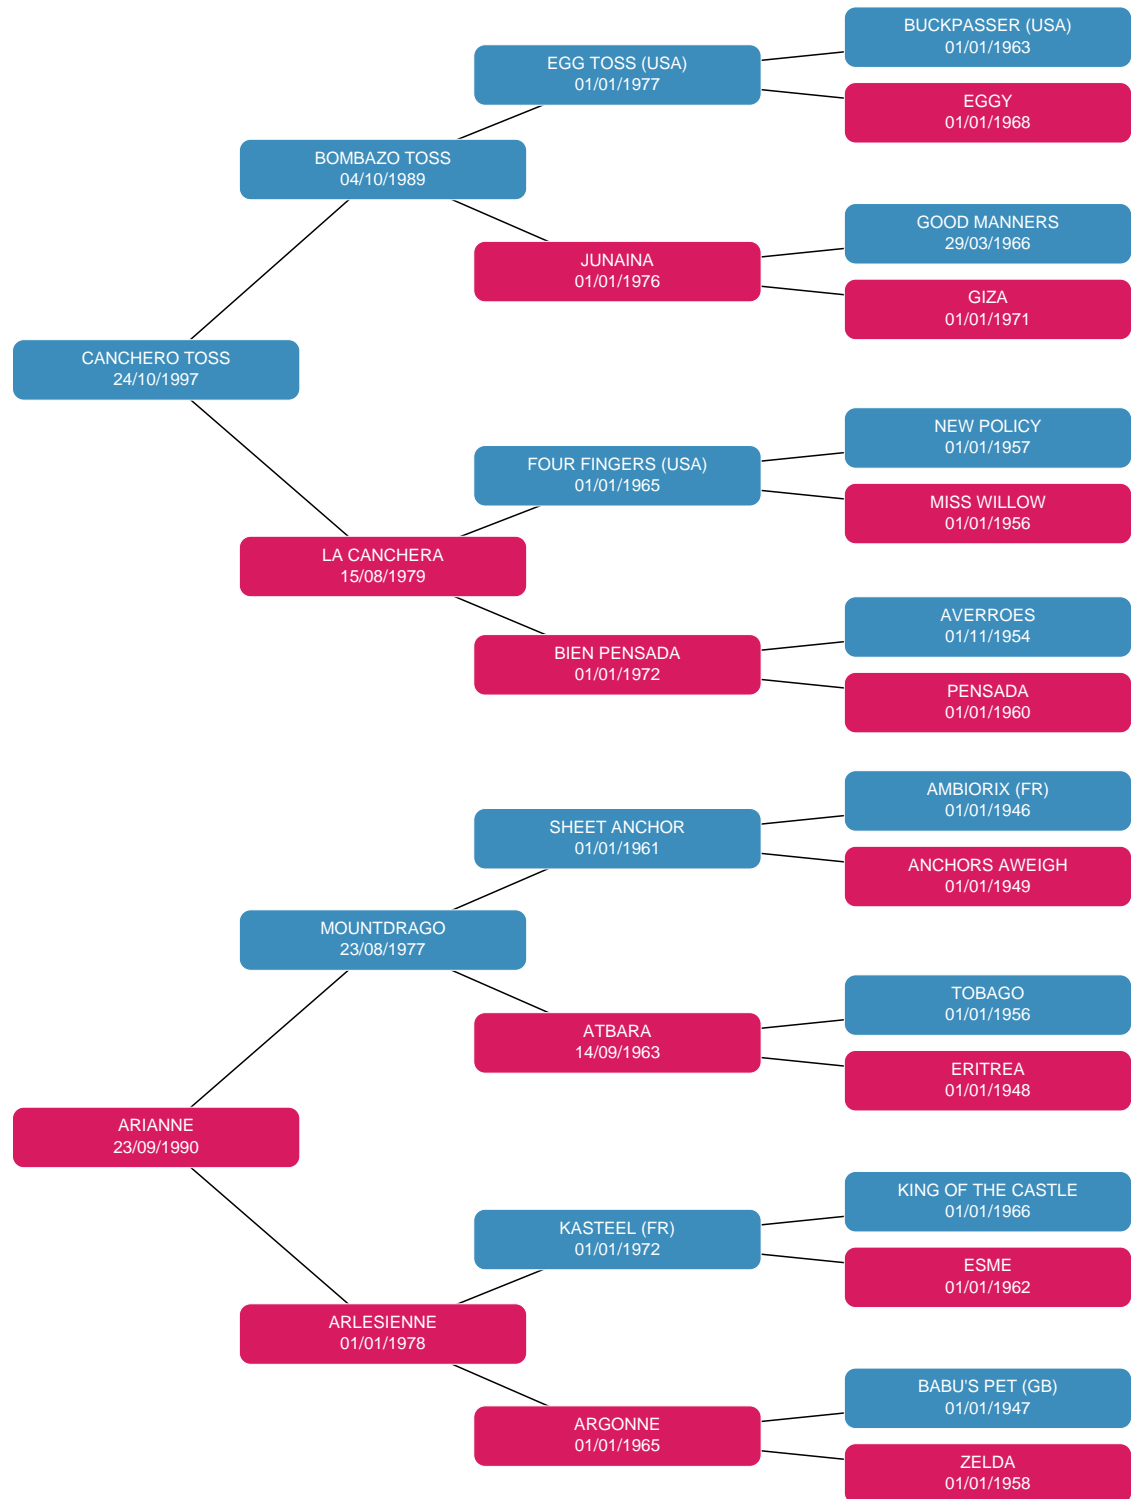 BUCKPASSER (USA)
01/01/1963
EGG TOSS (USA)
01/01/1977
EGGY
01/01/1968
BOMBAZO TOSS
04/10/1989
GOOD MANNERS
29/03/1966
JUNAINA
01/01/1976
GIZA
01/01/1971
CANCHERO TOSS
24/10/1997
NEW POLICY
01/01/1957
FOUR FINGERS (USA)
01/01/1965
MISS WILLOW
01/01/1956
LA CANCHERA
15/08/1979
AVERROES
01/11/1954
BIEN PENSADA
01/01/1972
PENSADA
01/01/1960
AMBIORIX (FR)
01/01/1946
SHEET ANCHOR
01/01/1961
ANCHORS AWEIGH
01/01/1949
MOUNTDRAGO
23/08/1977
TOBAGO
01/01/1956
ATBARA
14/09/1963
ERITREA
01/01/1948
ARIANNE
23/09/1990
KING OF THE CASTLE
01/01/1966
KASTEEL (FR)
01/01/1972
ESME
01/01/1962
ARLESIENNE
01/01/1978
BABU'S PET (GB)
01/01/1947
ARGONNE
01/01/1965
ZELDA
01/01/1958